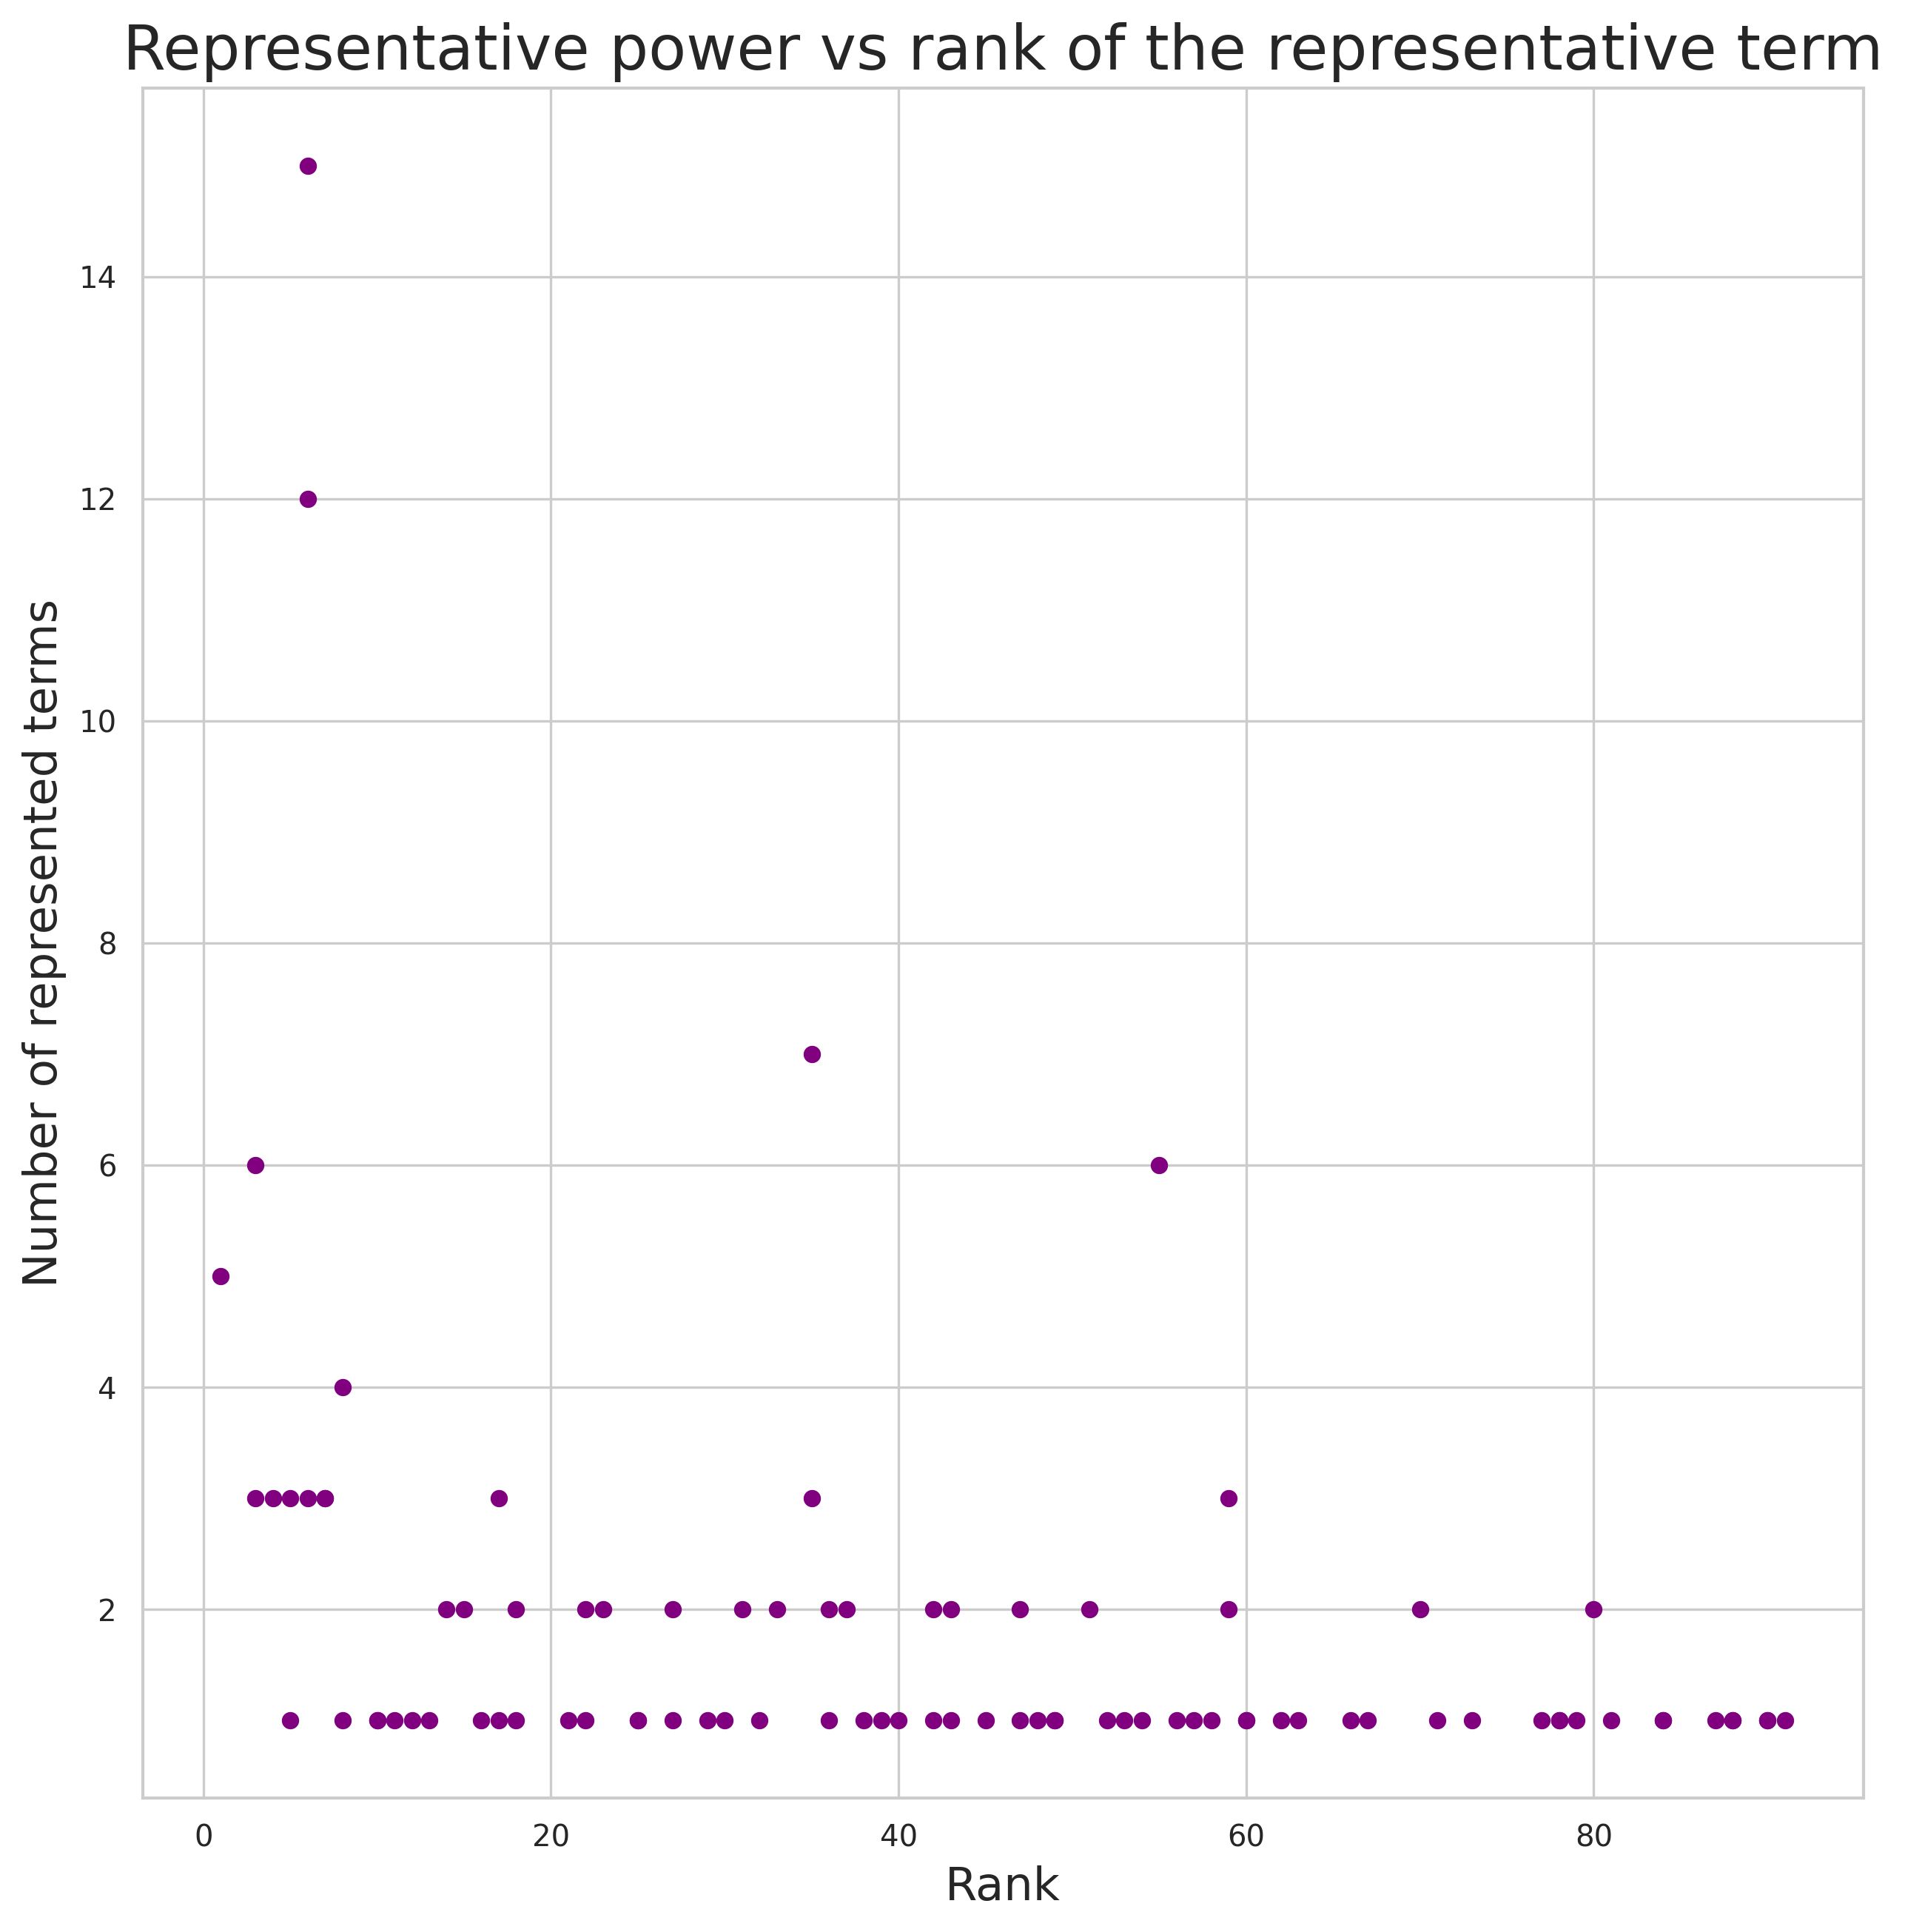 Representative power vs rank of the representative term
Number of represented terms
14
12
10
8
6
4
2
0 20 40 60 80
Rank